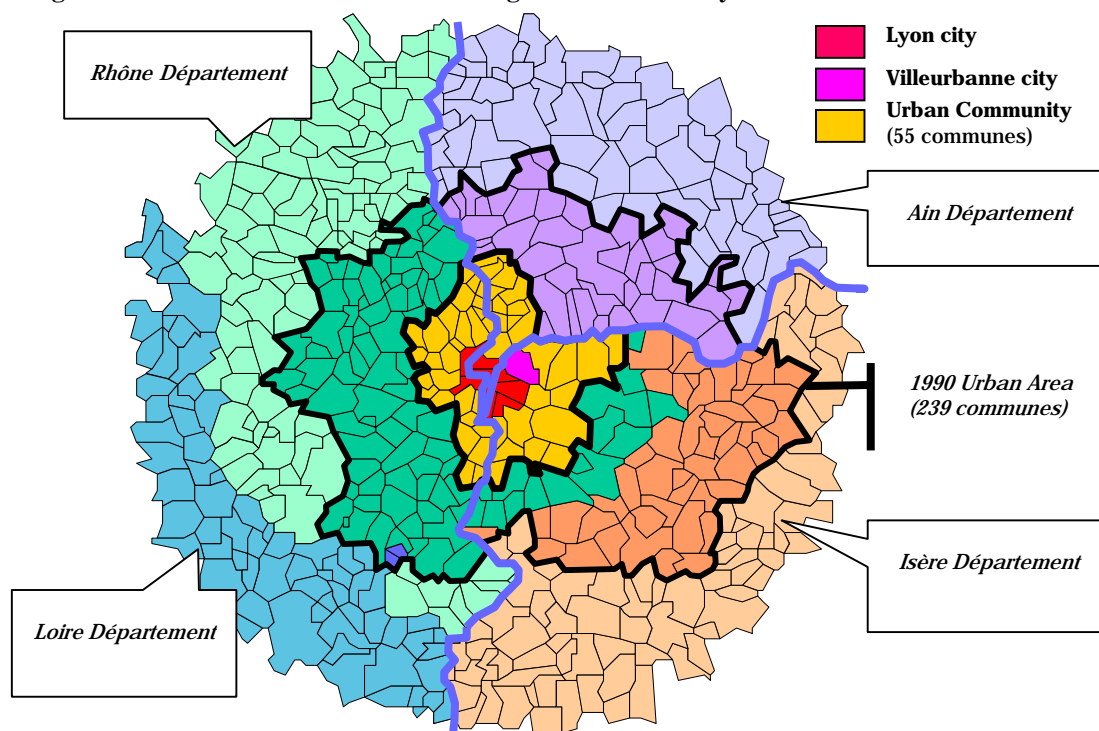 Lyon city
Rhône Département
Villeurbanne city
Urban Community
(55 communes)
Ain Département
1990 Urban Area
(239 communes)
Isère Département
Loire Département